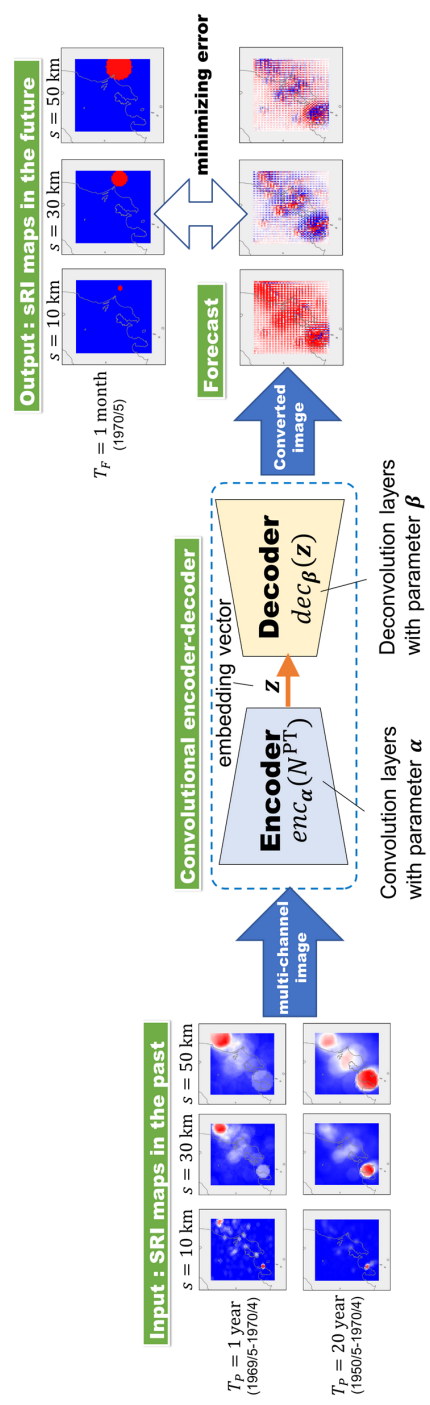 Input : SRI maps in the past
s = 10 km
s = 30 km
s = 50 km
T_P = 1 year
(1969/5-1970/4)
T_P = 20 year
(1950/5-1970/4)
multi-channel
image
Convolutional encoder-decoder
Encoder
enc_α(N^PT)
z
embedding vector
Decoder
dec_β(z)
Convolution layers
with parameter α
Deconvolution layers
with parameter β
Converted
image
Output : sRI maps in the future
s = 10 km
s = 30 km
s = 50 km
T_F = 1 month
(1970/5)
Forecast
minimizing error